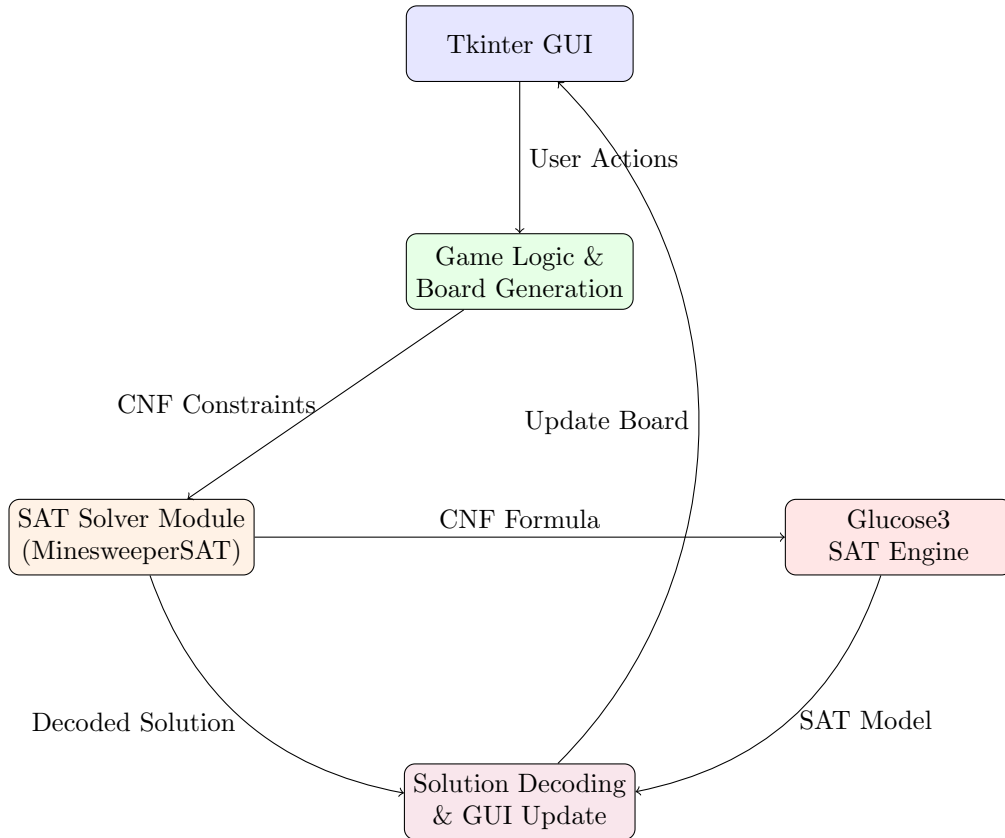 Tkinter GUI
User Actions
Game Logic &
Board Generation
CNF Constraints
Update Board
SAT Solver Module
(MinesweeperSAT)
CNF Formula
Glucose3
SAT Engine
Decoded Solution
SAT Model
Solution Decoding
& GUI Update